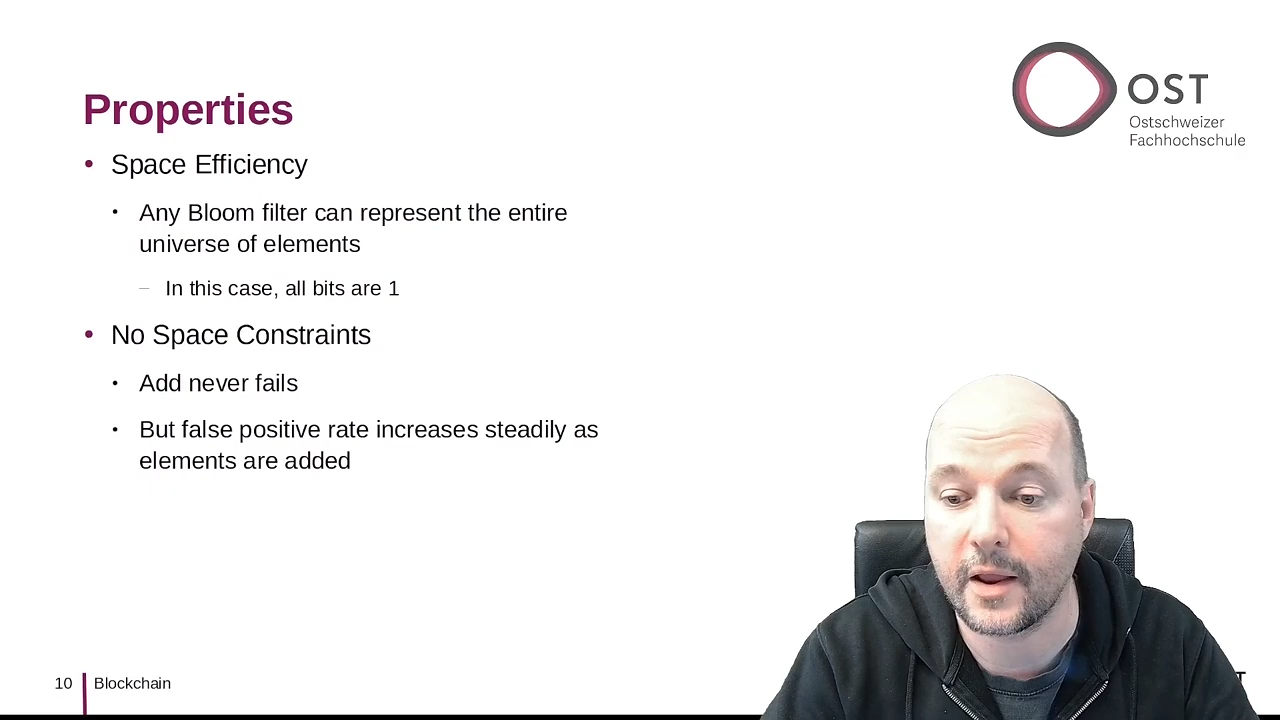 OST
Ostschweizer
Fachhochschule
Properties
• Space Efficiency
• Any Bloom filter can represent the entire
universe of elements
– In this case, all bits are 1
• No Space Constraints
• Add never fails
• But false positive rate increases steadily as
elements are added
10 Blockchain